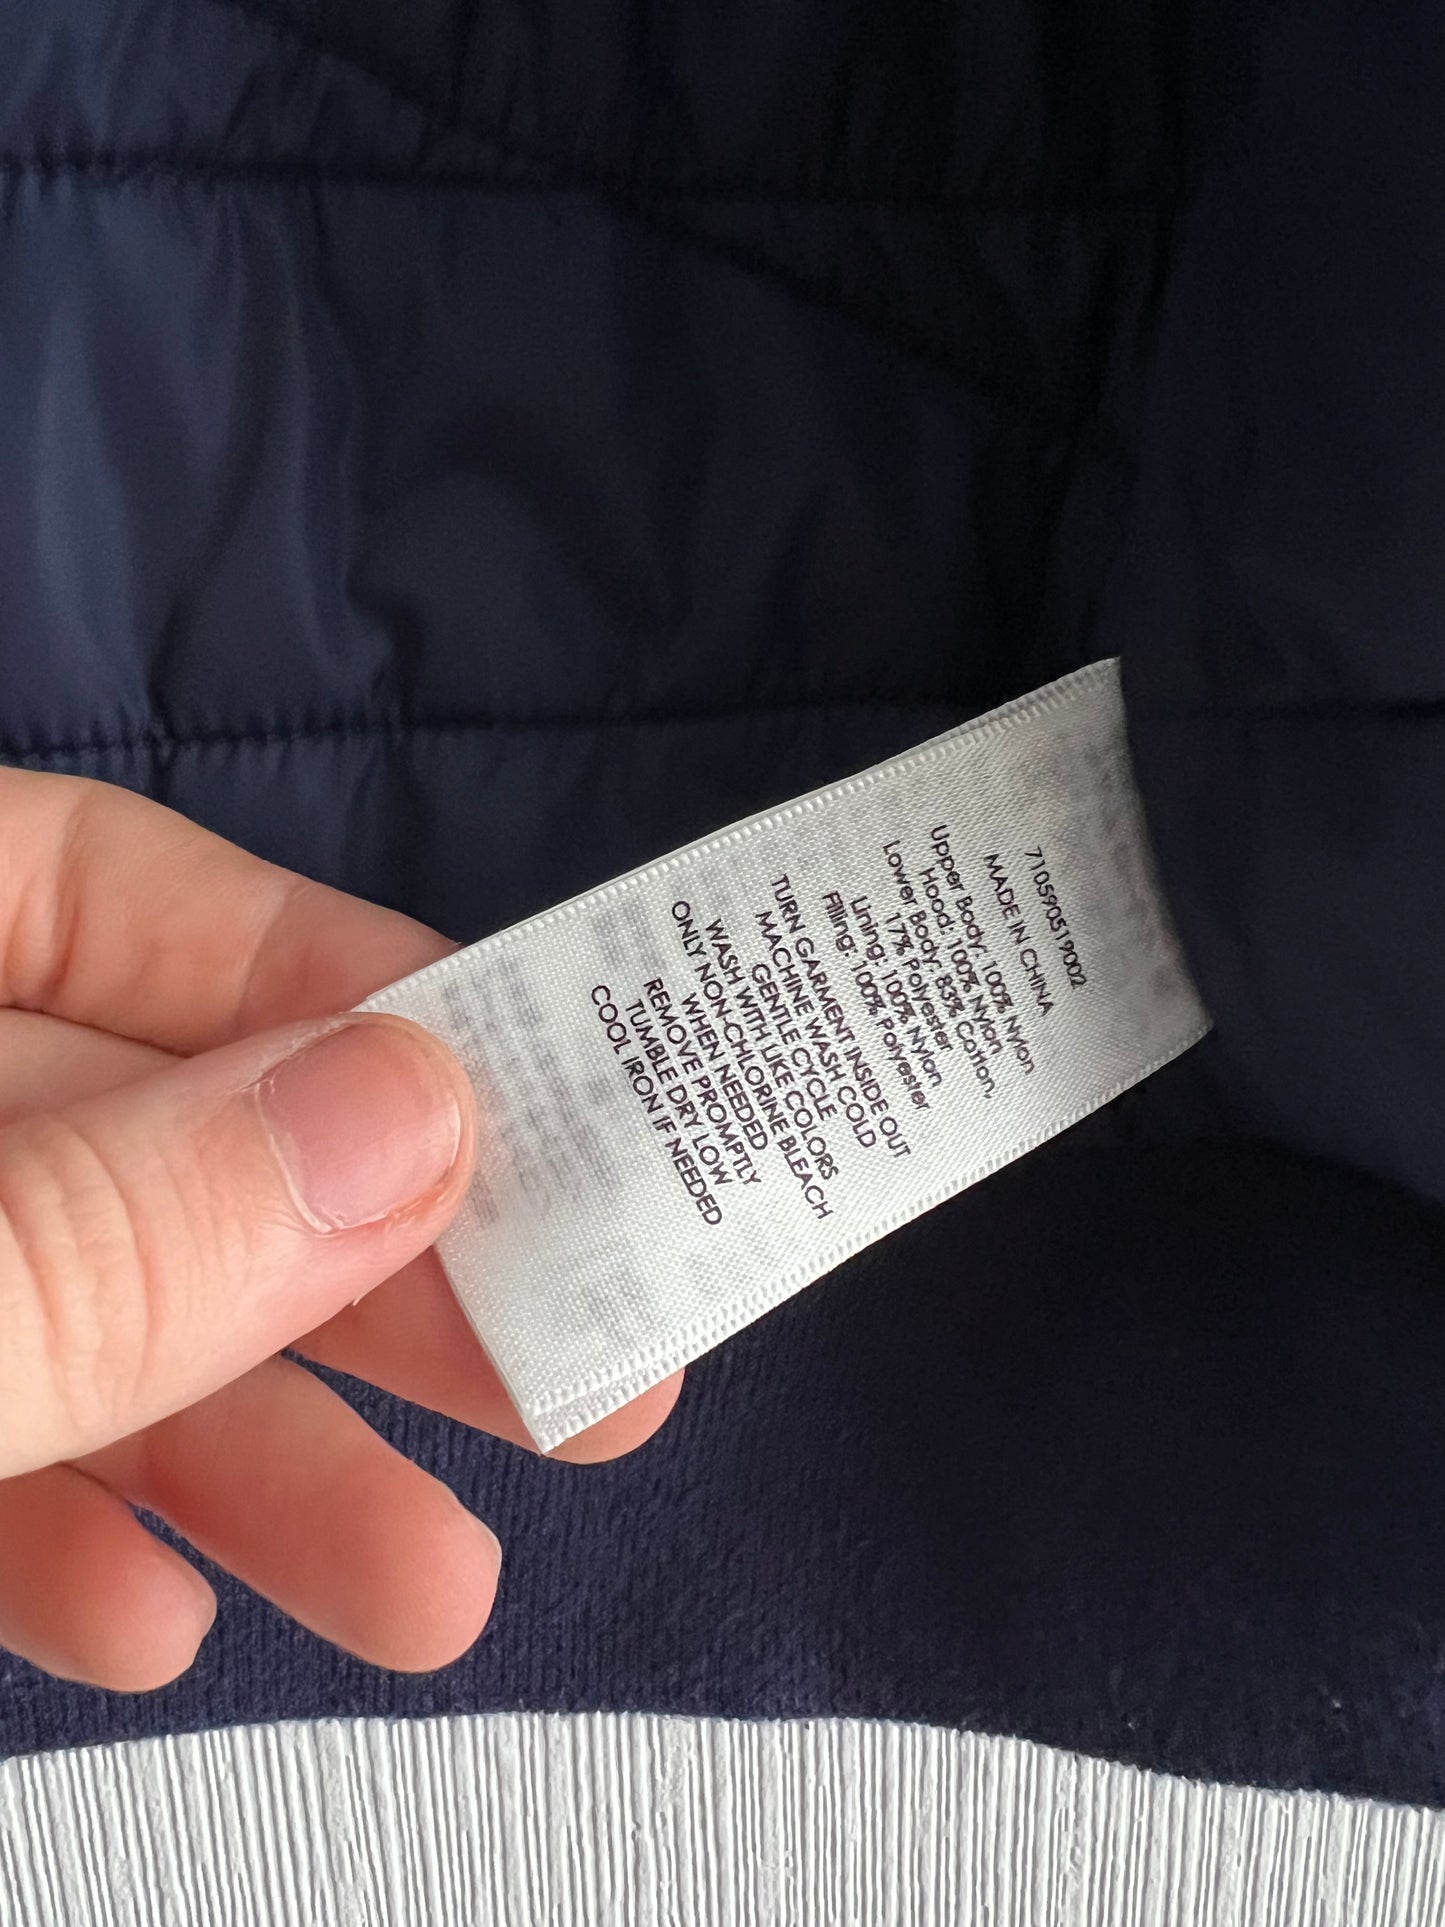 710590519002
MADE IN CHINA
Upper Body: 100% Nylon
Hood: 100% Nylon
Lower Body: 83% Cotton,
17% Polyester
Lining: 100% Nylon
Filling: 100% Polyester
TURN GARMENT INSIDE OUT
MACHINE WASH COLD
GENTLE CYCLE
WASH WITH LIKE COLORS
ONLY NON-CHLORINE BLEACH
WHEN NEEDED
REMOVE PROMPTLY
TUMBLE DRY LOW
COOL IRON IF NEEDED